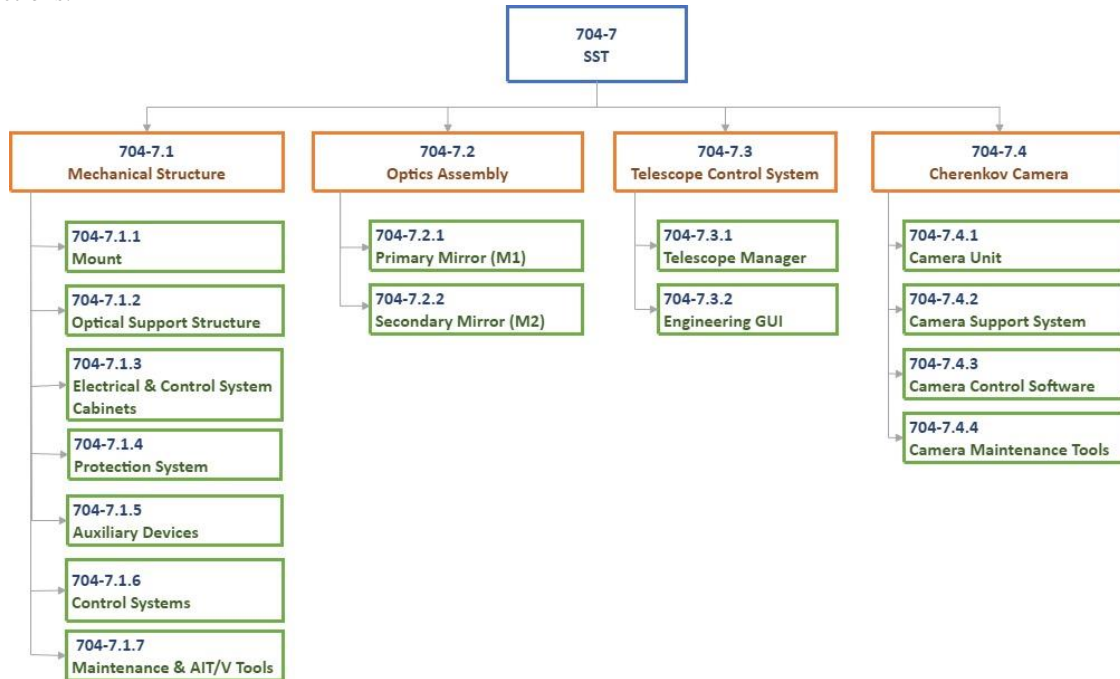 704-7
SST
704-7.1
Mechanical Structure
704-7.2
Optics Assembly
704-7.3
Telescope Control System
704-7.4
Cherenkov Camera
704-7.1.1
Mount
704-7.1.2
Optical Support Structure
704-7.1.3
Electrical & Control System
Cabinets
704-7.1.4
Protection System
704-7.1.5
Auxiliary Devices
704-7.1.6
Control Systems
704-7.1.7
Maintenance & AIT/V Tools
704-7.2.1
Primary Mirror (M1)
704-7.2.2
Secondary Mirror (M2)
704-7.3.1
Telescope Manager
704-7.3.2
Engineering GUI
704-7.4.1
Camera Unit
704-7.4.2
Camera Support System
704-7.4.3
Camera Control Software
704-7.4.4
Camera Maintenance Tools